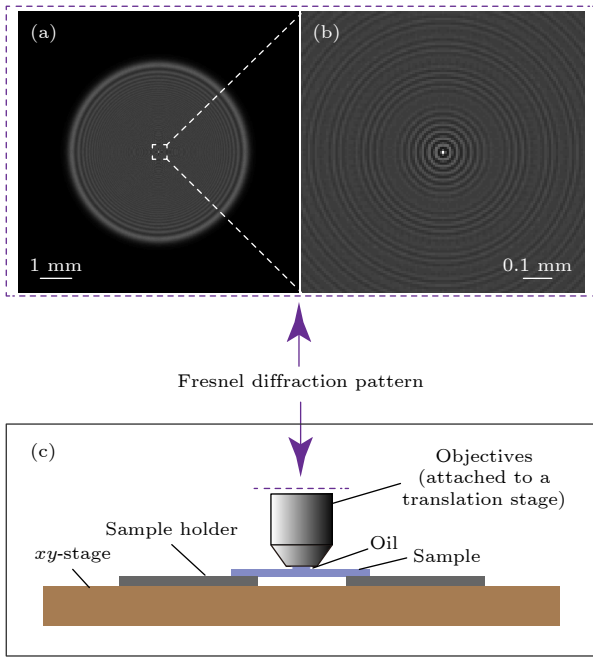 (a)
(b)
1 mm
0.1 mm
Fresnel diffraction pattern
(c)
Objectives
(attached to a
translation stage)
Sample holder
Oil
xy-stage
Sample